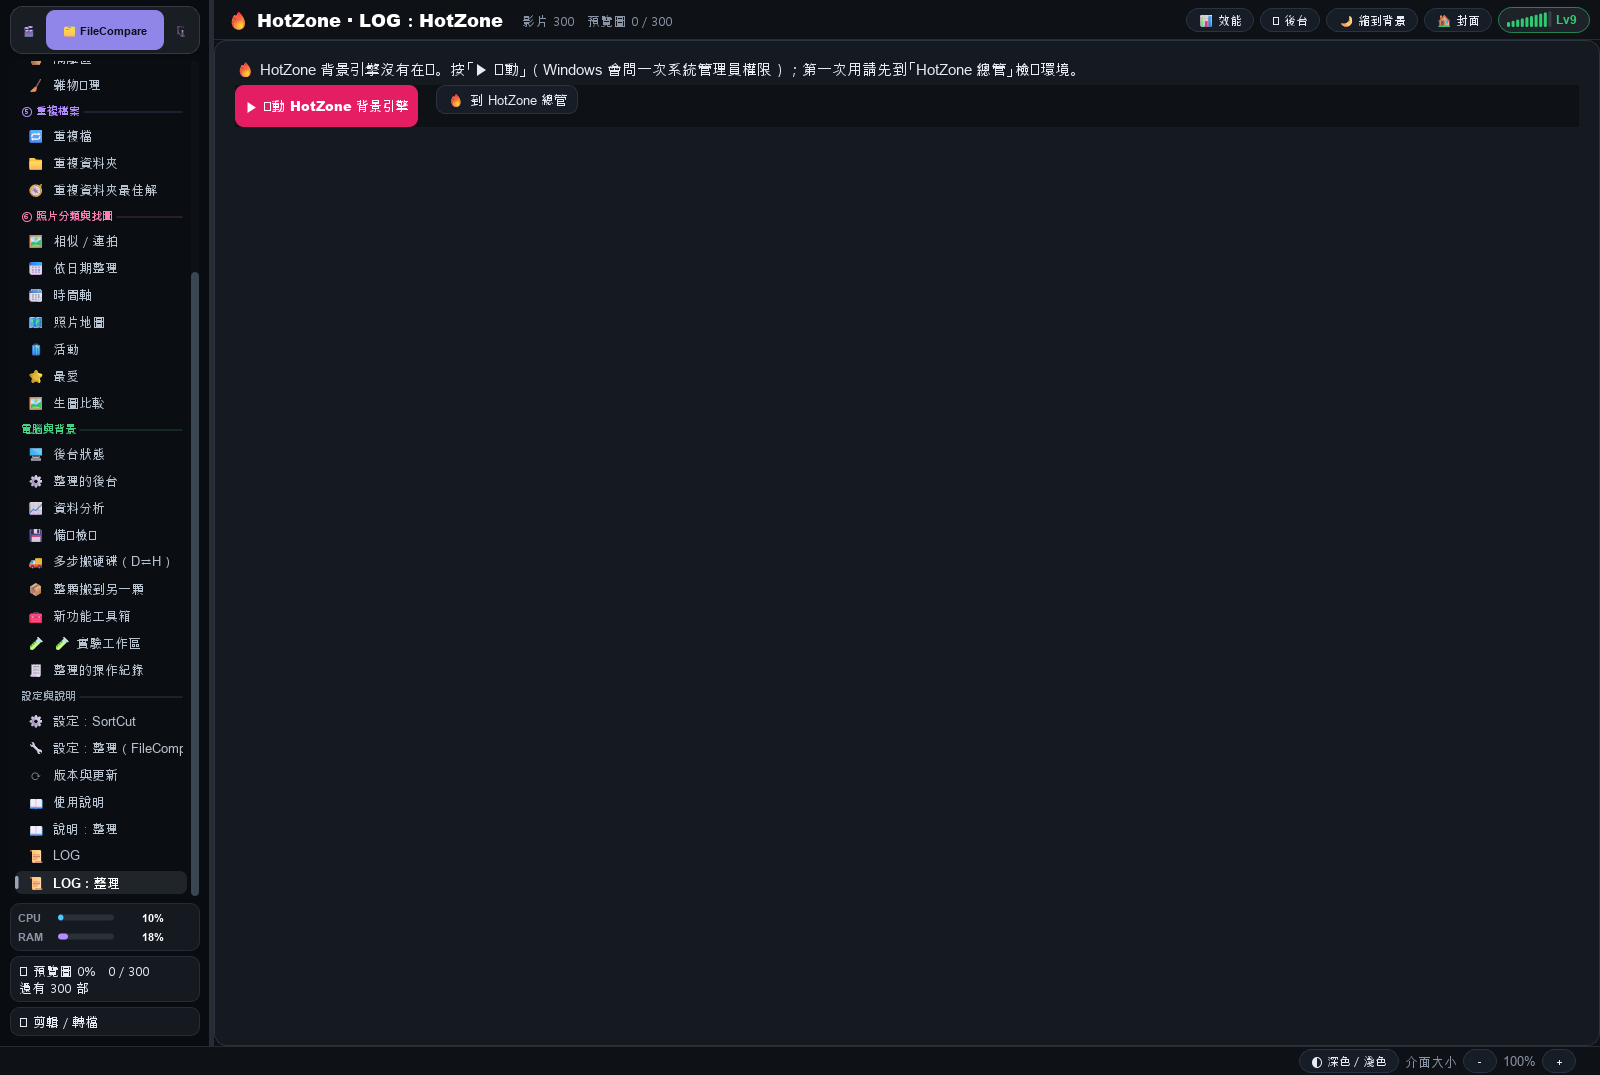 FileCompare
HotZone · LOG：HotZone 影片 300 預覽圖 0 / 300
效能
後台
縮到背景
封面
Lv9
雜物理
⑤ 重複檔案
重複檔
重複資料夾
重複資料夾最佳解
⑥ 照片分類與找圖
相似 / 連拍
依日期整理
時間軸
照片地圖
活動
最愛
生圖比較
電腦與背景
後台狀態
整理的後台
資料分析
備檢
多步搬硬碟（D⇌H）
整顆搬到另一顆
新功能工具箱
實驗工作區
整理的操作紀錄
設定與說明
設定：SortCut
設定：整理（FileComp
版本與更新
使用說明
說明：整理
LOG
LOG：整理
CPU 10%
RAM 18%
預覽圖 0% 0 / 300
還有 300 部
剪輯 / 轉檔
HotZone 背景引擎沒有在。按「▶ 動」（Windows 會問一次系統管理員權限）；第一次用請先到「HotZone 總管」檢環境。
▶ 動 HotZone 背景引擎
到 HotZone 總管
深色 / 淺色 介面大小 - 100% +